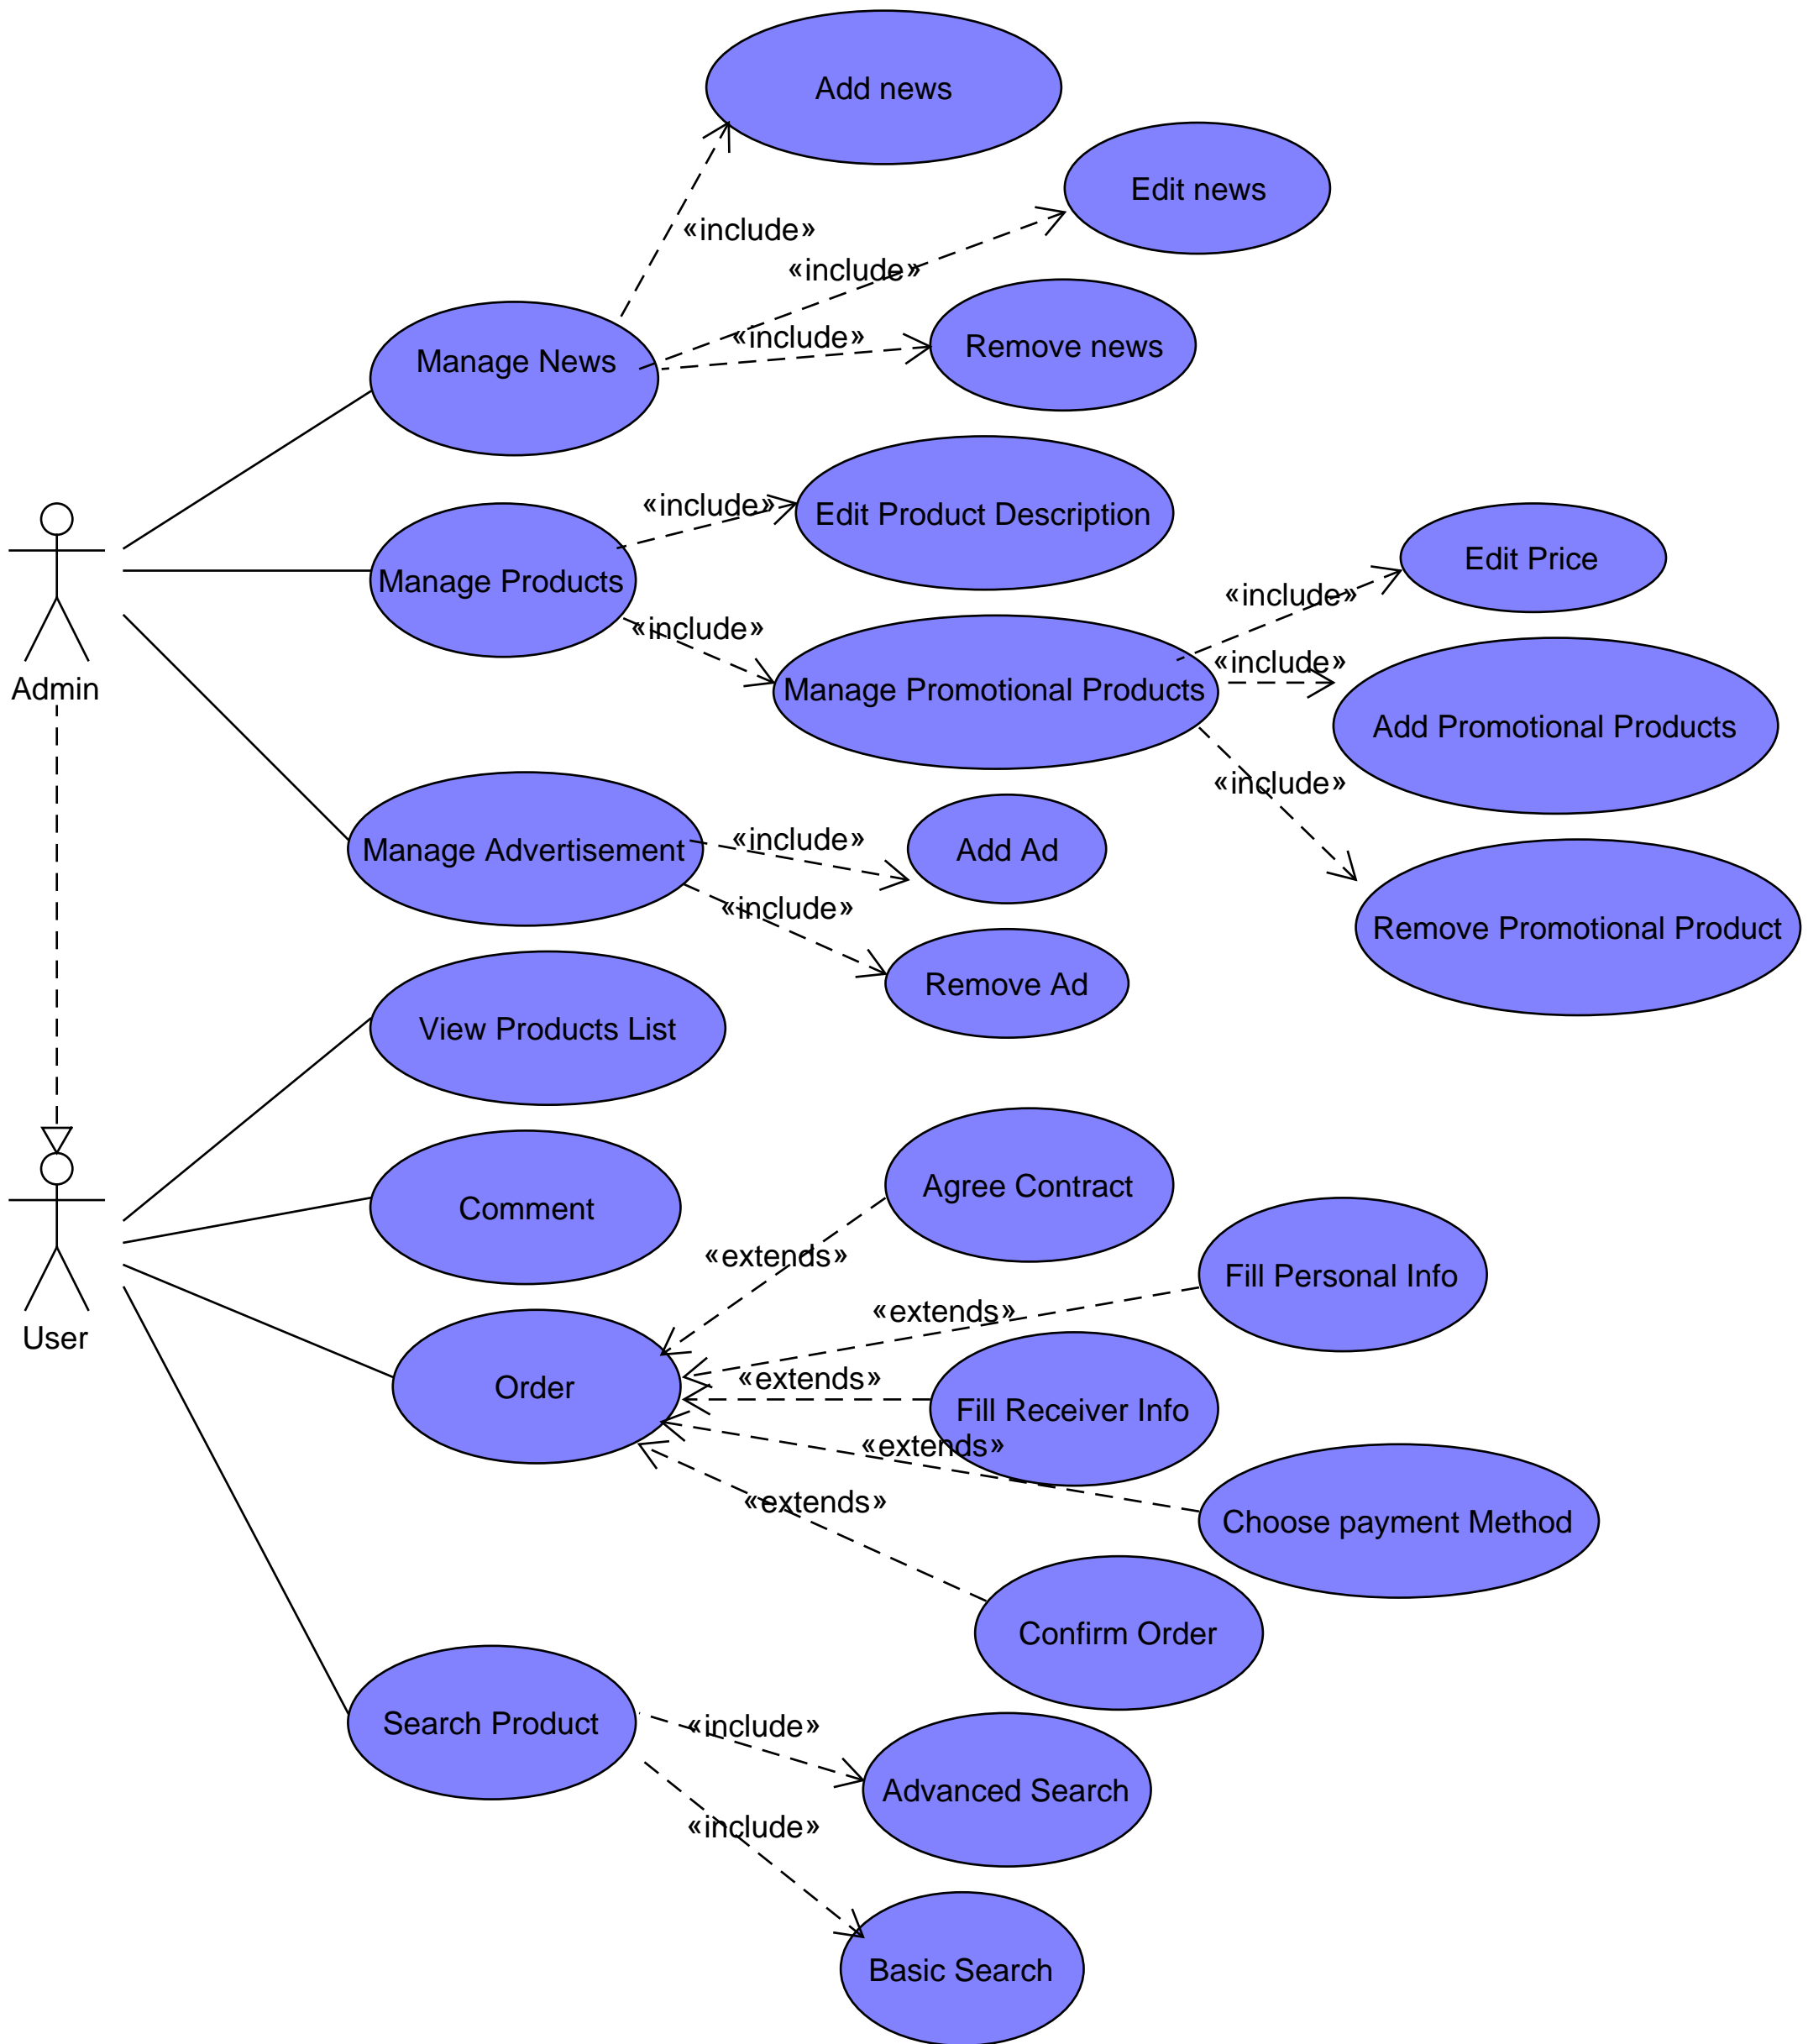 Add news
Edit news
«include»
«include»
«include»
Remove news
Manage News
«include»
Edit Product Description
Edit Price
Manage Products
«include»
«include»
«include»
Admin
Manage Promotional Products
Add Promotional Products
«include»
«include»
Manage Advertisement
Add Ad
«include»
Remove Promotional Product
Remove Ad
View Products List
Agree Contract
Comment
«extends»
Fill Personal Info
«extends»
User
«extends»
Order
Fill Receiver Info
«extends»
«extends»
Choose payment Method
Confirm Order
Search Product
«include»
Advanced Search
«include»
Basic Search